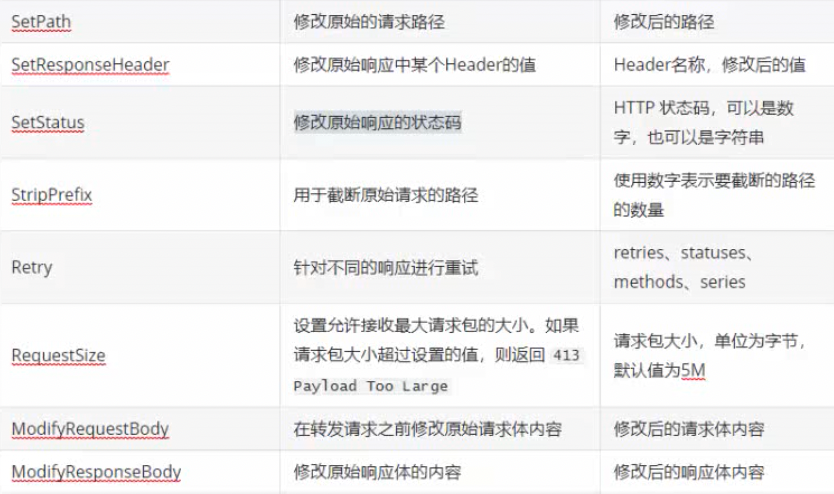 SetPath
修改原始的请求路径
修改后的路径
SetResponseHeader
修改原始响应中某个Header的值
Header名称，修改后的值
SetStatus
修改原始响应的状态码
HTTP 状态码，可以是数
字，也可以是字符串
StripPrefix
用于截断原始请求的路径
使用数字表示要截断的路径
的数量
Retry
针对不同的响应进行重试
retries、statuses、
methods、series
RequestSize
设置允许接收最大请求包的大小。如果
请求包大小超过设置的值，则返回 413
Payload Too Large
请求包大小，单位为字节，
默认值为5M
ModifyRequestBody
在转发请求之前修改原始请求体内容
修改后的请求体内容
ModifyResponseBody
修改原始响应体的内容
修改后的响应体内容